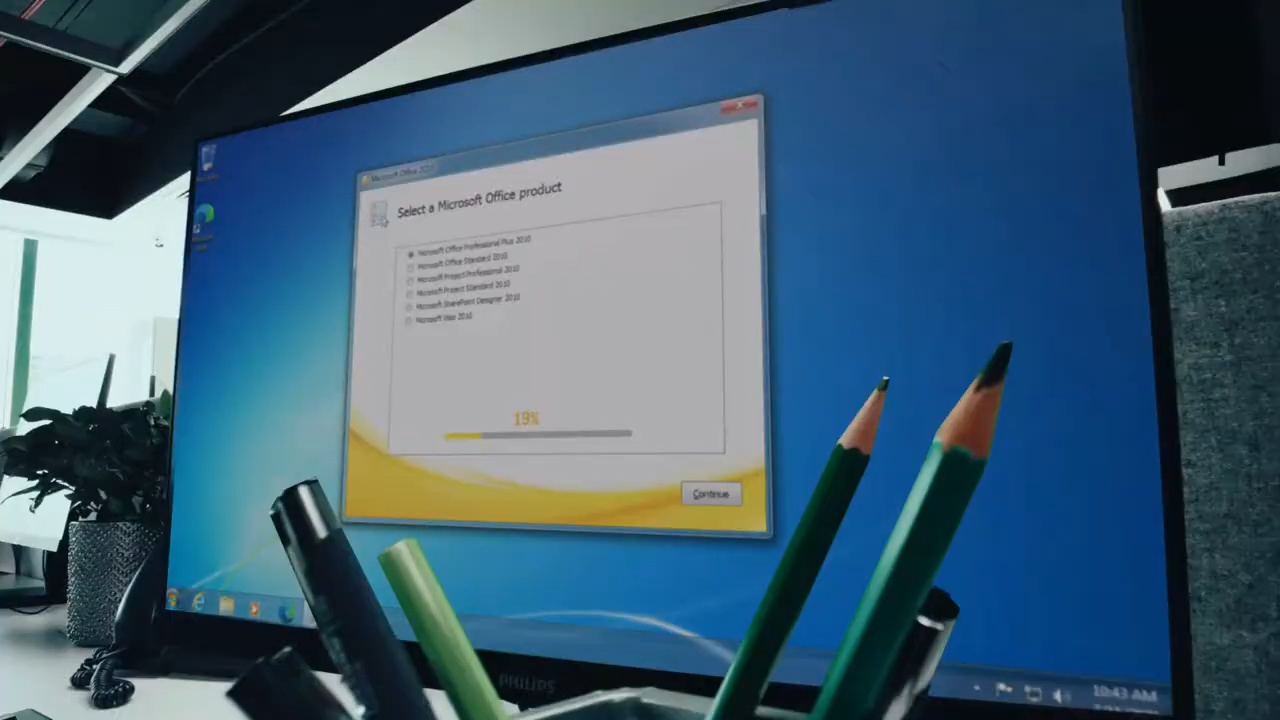 Microsoft Office 2010
Select a Microsoft Office product
Microsoft Office Professional Plus 2010
Microsoft Office Standard 2010
Microsoft Project Professional 2010
Microsoft Project Standard 2010
Microsoft SharePoint Designer 2010
Microsoft Visio 2010
19%
Continue
PHILIPS
10:43 AM